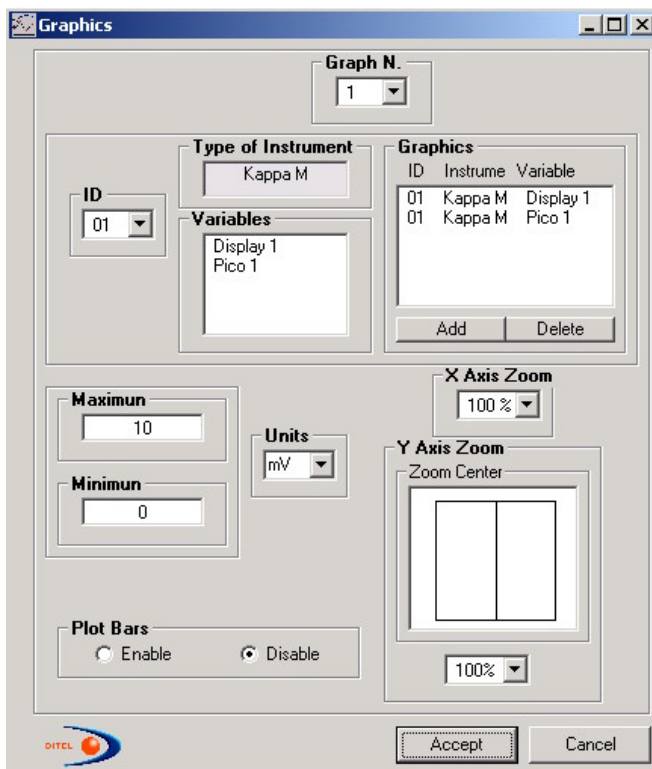 Graphics
Graph N.
1
Type of Instrument
Kappa M
ID
01
Variables
Display 1
Pico 1
Graphics
ID Instrume Variable
01 Kappa M Display 1
01 Kappa M Pico 1
Add Delete
Maximun
10
Minimun
0
Units
mV
X Axis Zoom
100 %
Y Axis Zoom
Zoom Center
100%
Plot Bars
Enable Disable
DITEL
Accept Cancel